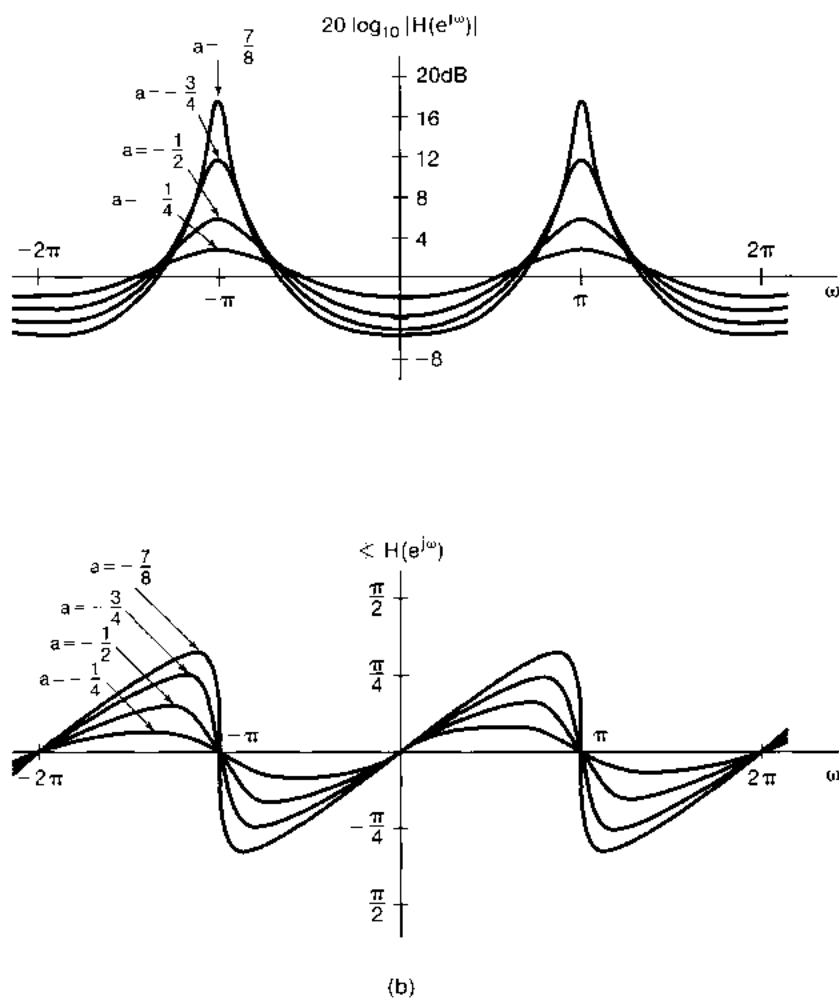 20 log₁₀ |H(e^jω)|
a− 7/8
20dB
a−− 3/4
16
a=− 1/2
12
a− 1/4
8
4
−2π
2π
−π
π
ω
−8
∢ H(e^jω)
a=− 7/8
π/2
a=− 3/4
a=− 1/2
π/4
a−− 1/4
−π
π
−2π
2π
ω
−π/4
π/2
(b)